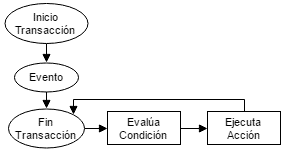 Inicio
Transacción
Evento
Fin
Transacción
Evalúa
Condición
Ejecuta
Acción